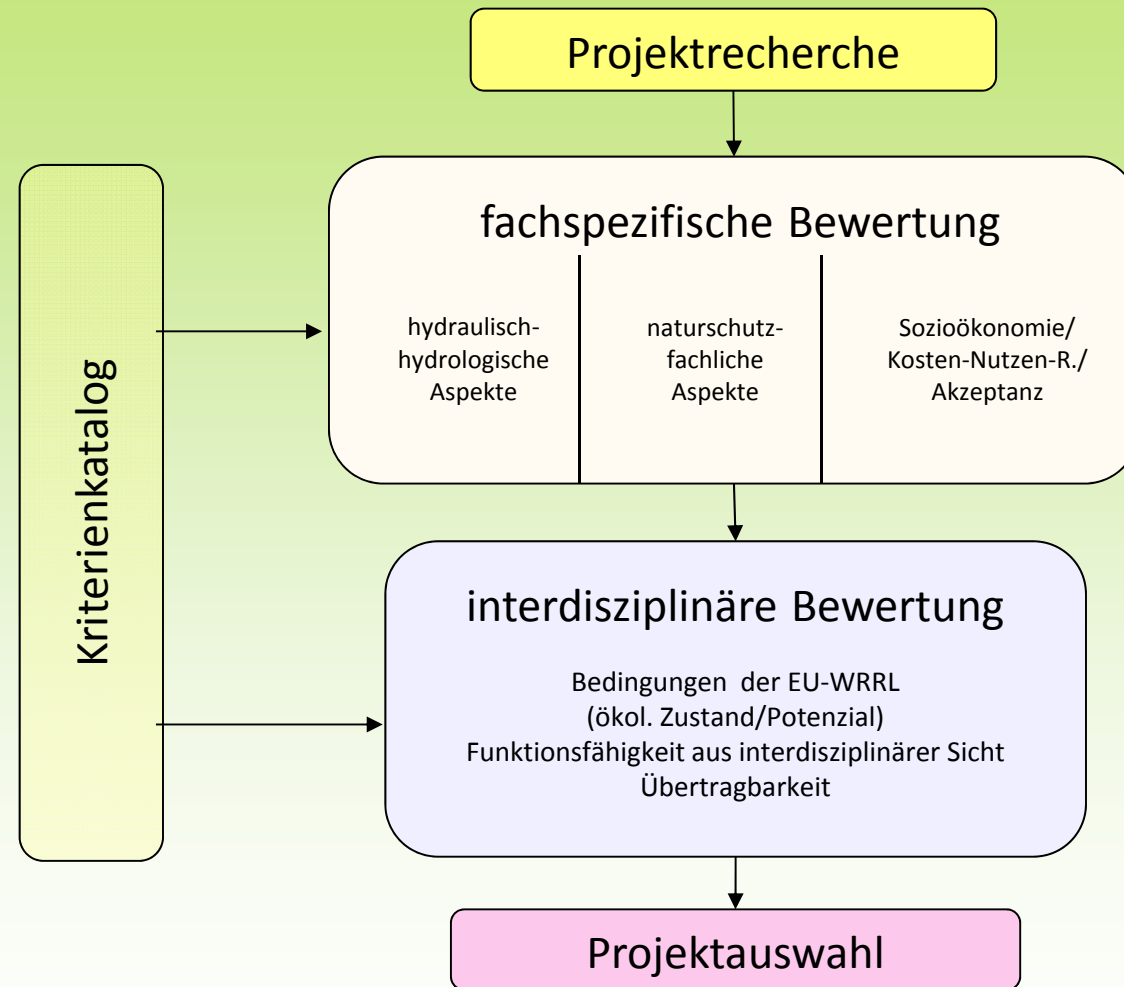 Projektrecherche
Kriterienkatalog
fachspezifische Bewertung
hydraulisch-
hydrologische
Aspekte
naturschutz-
fachliche
Aspekte
Sozioökonomie/
Kosten-Nutzen-R./
Akzeptanz
interdisziplinäre Bewertung
Bedingungen der EU-WRRL
(ökol. Zustand/Potenzial)
Funktionsfähigkeit aus interdisziplinärer Sicht
Übertragbarkeit
Projektauswahl